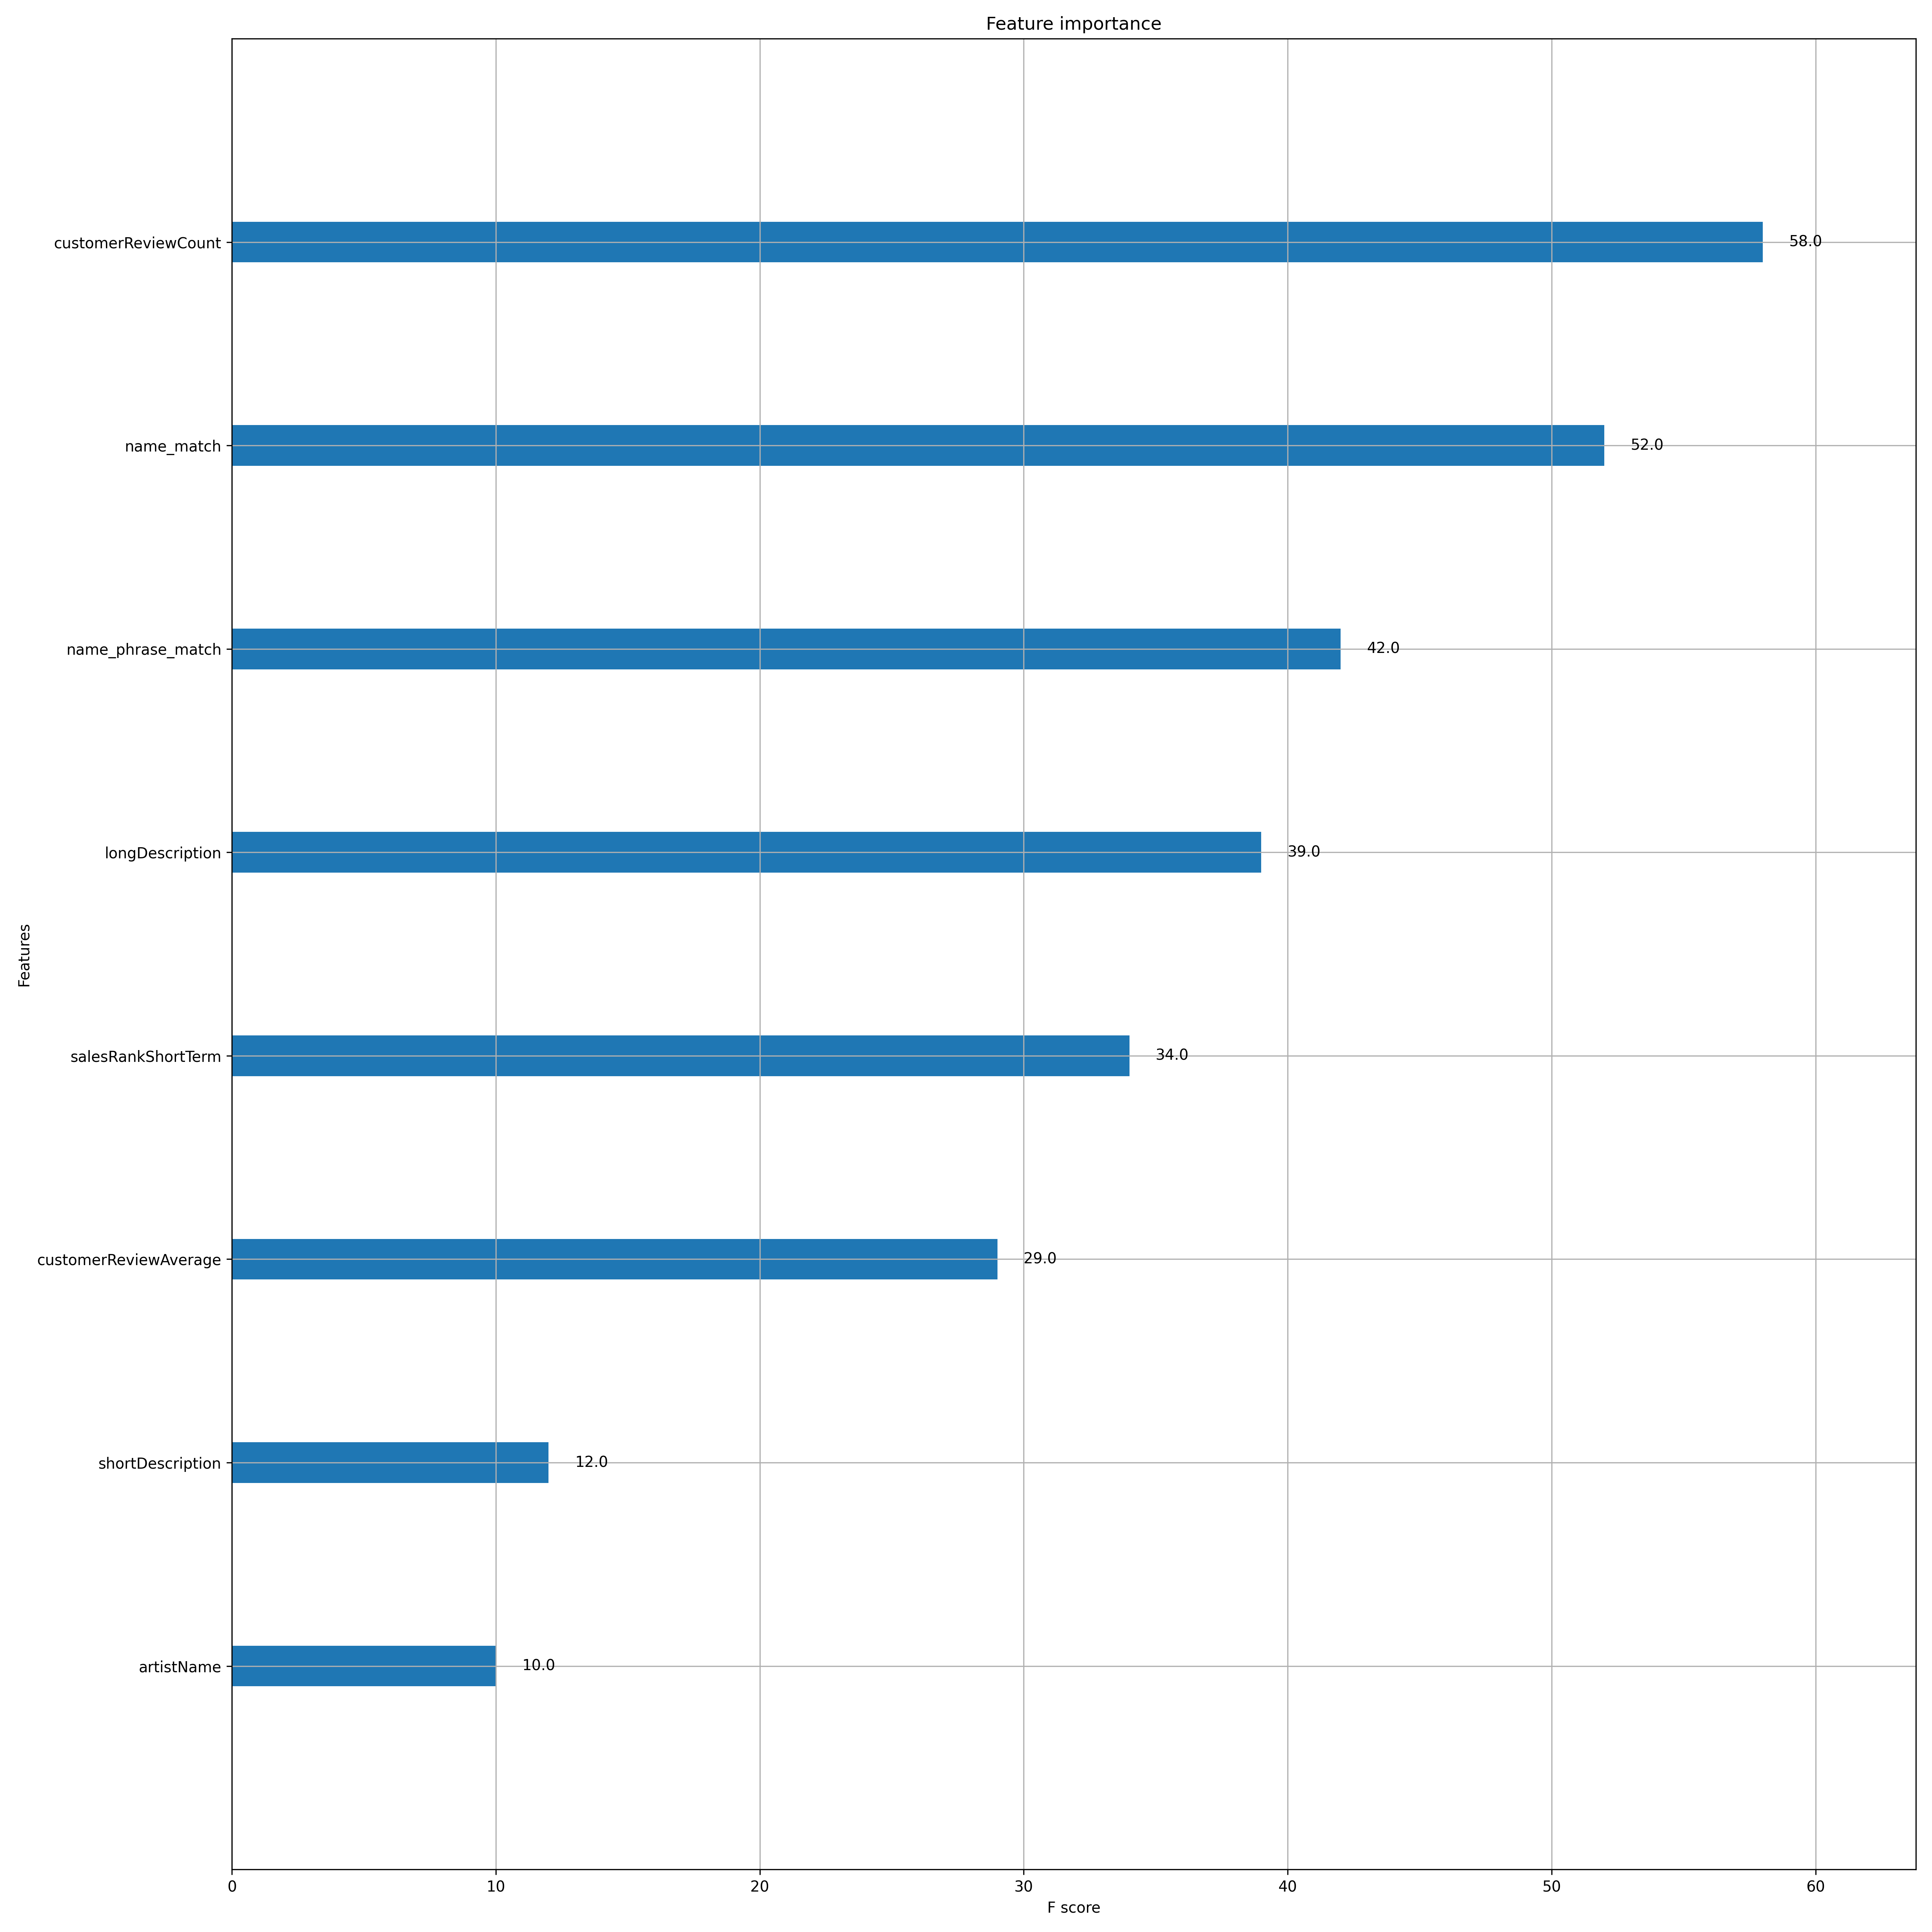 Feature importance
customerReviewCount
58.0
name_match
52.0
name_phrase_match
42.0
longDescription
39.0
salesRankShortTerm
34.0
customerReviewAverage
29.0
shortDescription
12.0
artistName
10.0
Features
0 10 20 30 40 50 60
F score